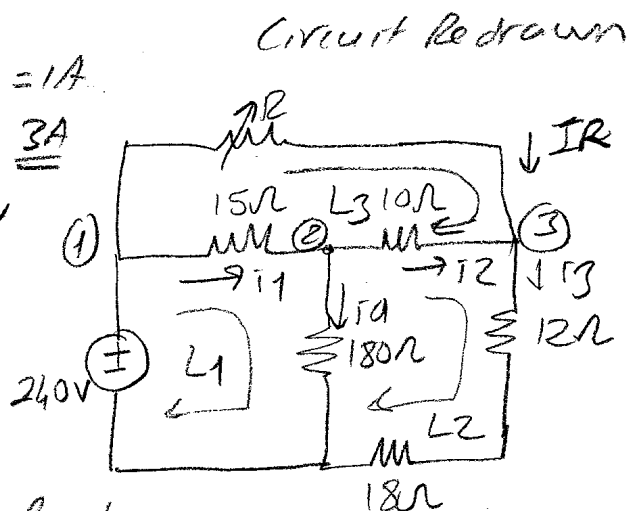 Circuit Redrawn
=1A
3A
R
IR
15Ω
L3
10Ω
①
②
③
i1
i2
i3
ia
180Ω
12Ω
240V
L1
L2
18Ω